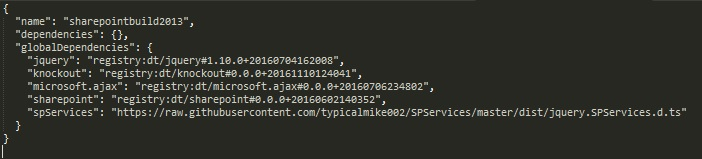 {
"name": "sharepointbuild2013",
"dependencies": {},
"globalDependencies": {
"jquery": "registry:dt/jquery#1.10.0+20160704162008",
"knockout": "registry:dt/knockout#0.0.0+20161110124041",
"microsoft.ajax": "registry:dt/microsoft.ajax#0.0.0+20160706234802",
"sharepoint": "registry:dt/sharepoint#0.0.0+20160602140352",
"spServices": "https://raw.githubusercontent.com/typicalmike002/SPServices/master/dist/jquery.SPServices.d.ts"
}
}